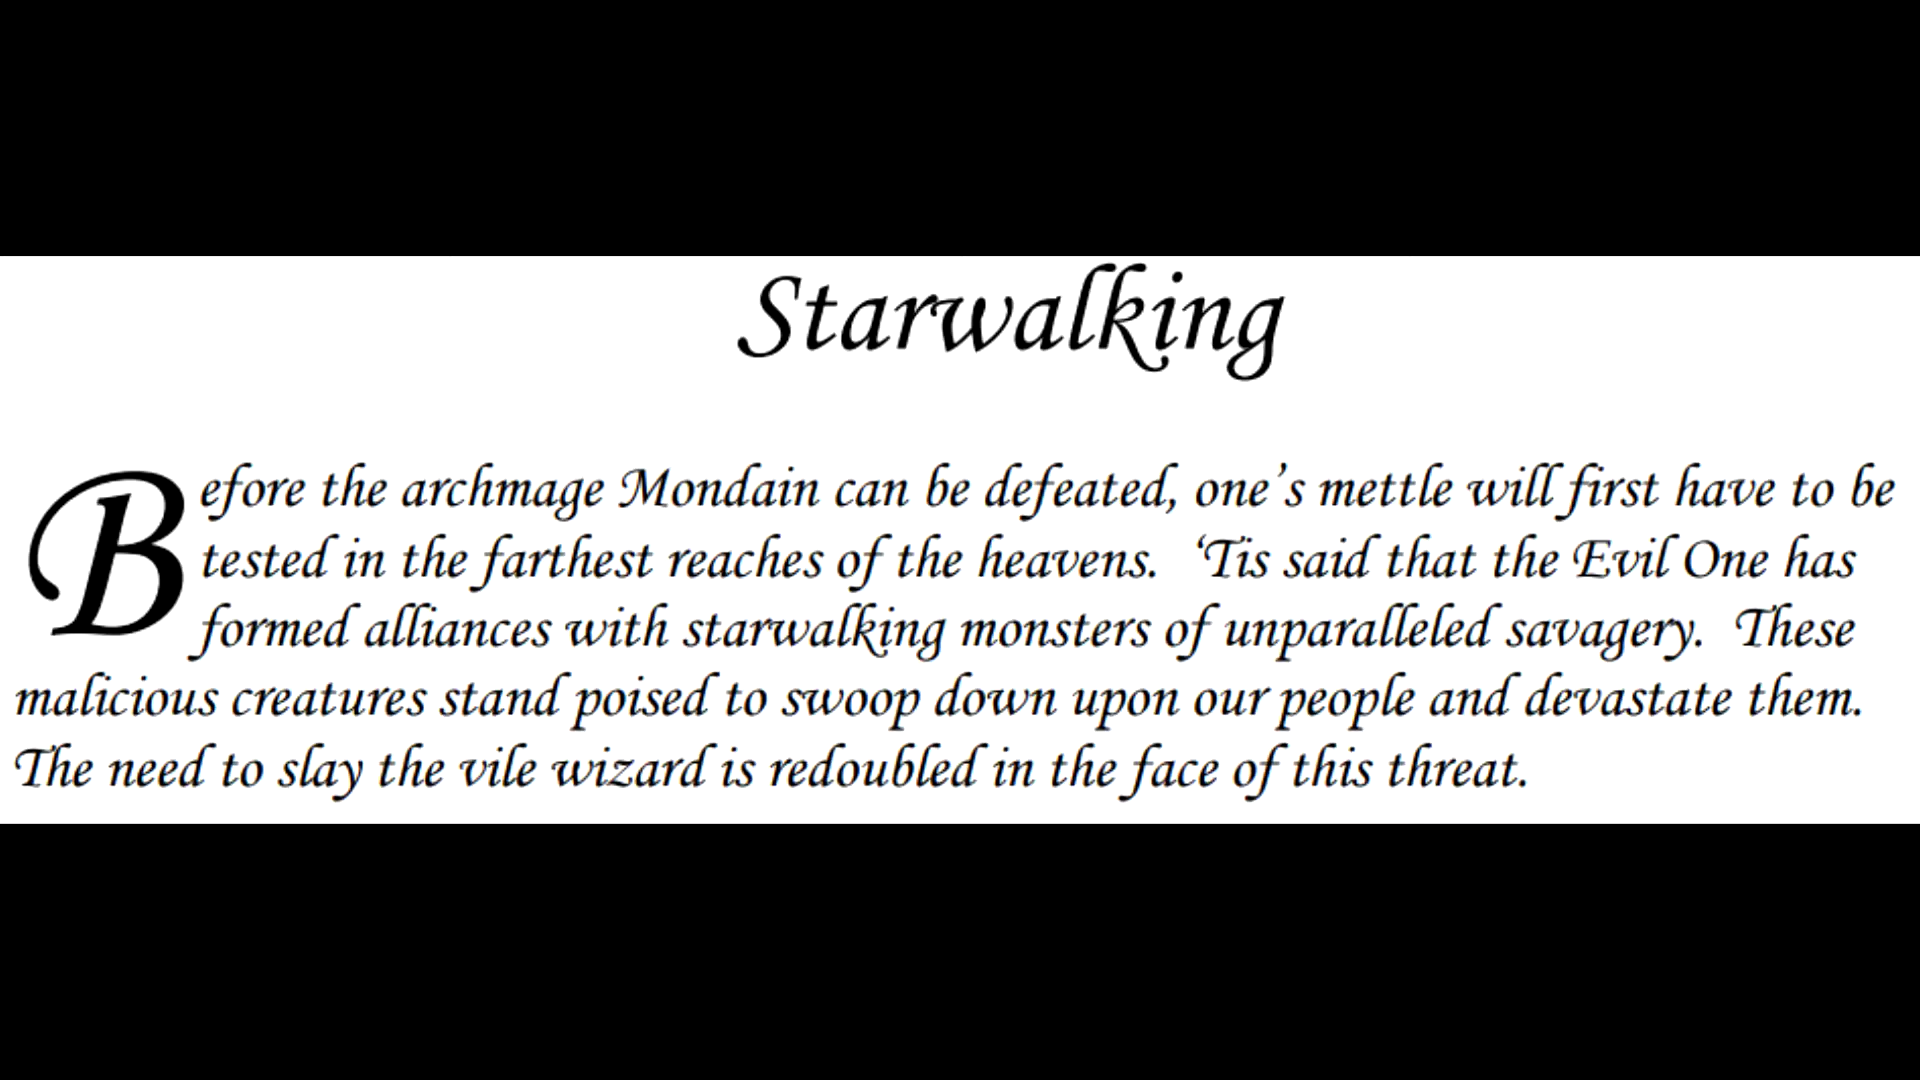 Starwalking
Before the archmage Mondain can be defeated, one’s mettle will first have to be
tested in the farthest reaches of the heavens.  ‘Tis said that the Evil One has
formed alliances with starwalking monsters of unparalleled savagery.  These
malicious creatures stand poised to swoop down upon our people and devastate them.
The need to slay the vile wizard is redoubled in the face of this threat.